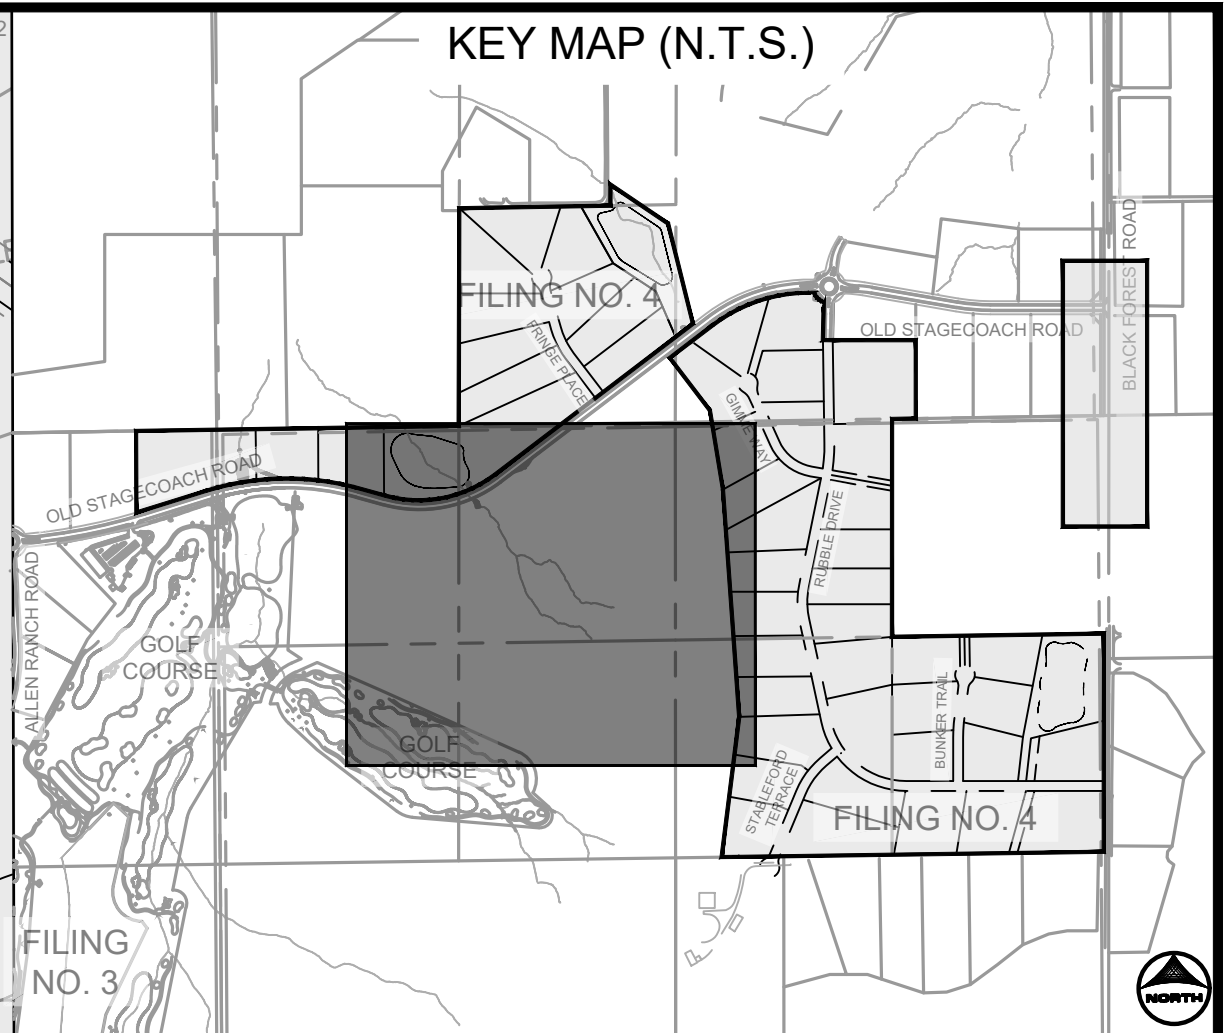 2
KEY MAP (N.T.S.)
BLACK FOREST ROAD
FILING NO. 4
OLD STAGECOACH ROAD
FRINGE PLACE
GIMME WAY
OLD STAGECOACH ROAD
RUBBLE DRIVE
ALLEN RANCH ROAD
GOLF
COURSE
BUNKER TRAIL
GOLF
COURSE
STABLEFORD
TERRACE
FILING NO. 4
FILING
NO. 3
NORTH